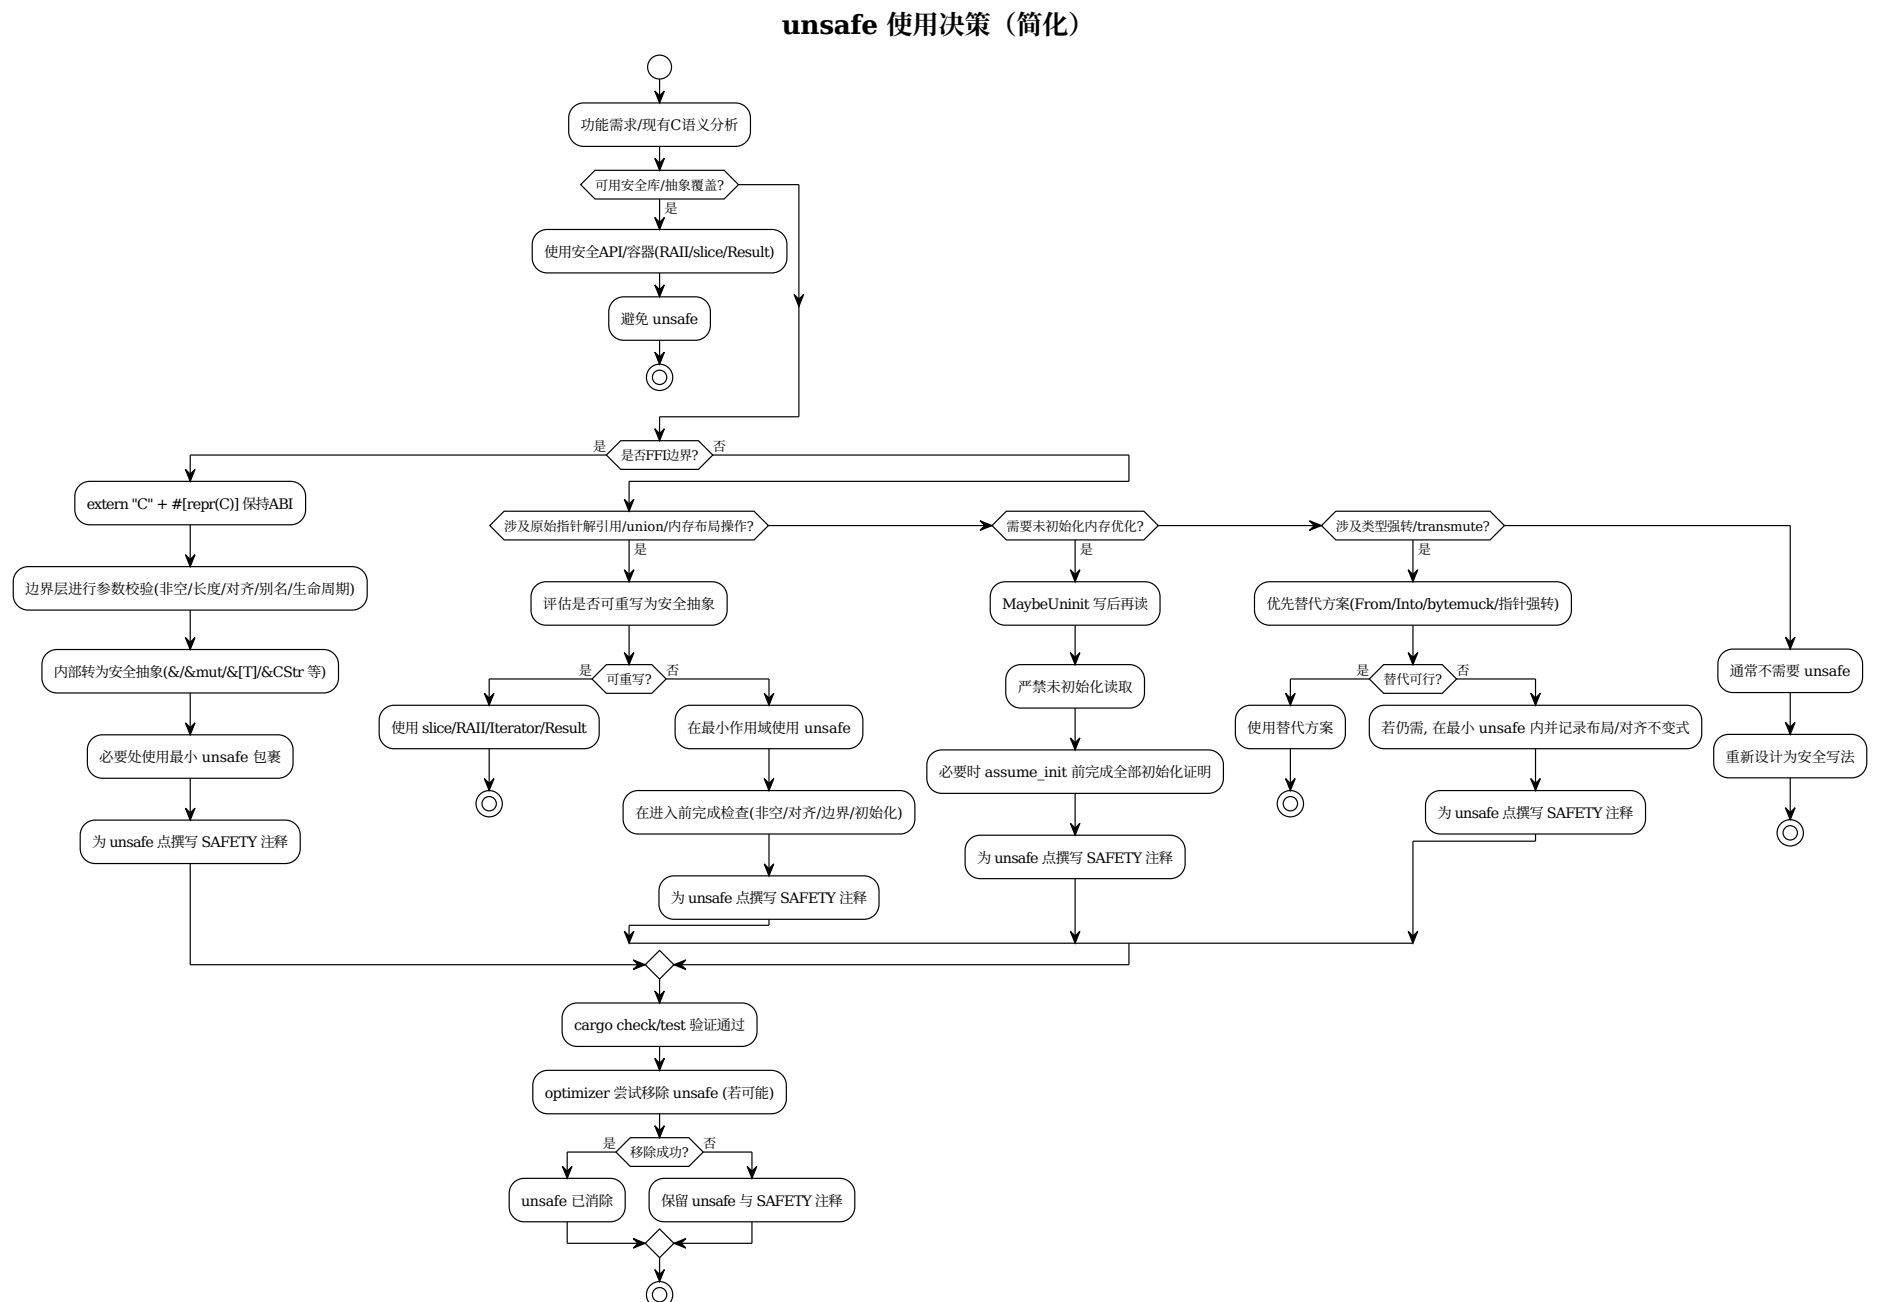 unsafe 使用决策（简化）
功能需求/现有C语义分析
可用安全库/抽象覆盖?
是
使用安全API/容器(RAII/slice/Result)
避免 unsafe
是
是否FFI边界?
否
extern "C" + #[repr(C)] 保持ABI
边界层进行参数校验(非空/长度/对齐/别名/生命周期)
内部转为安全抽象(&/&mut/&[T]/&CStr 等)
必要处使用最小 unsafe 包裹
为 unsafe 点撰写 SAFETY 注释
涉及原始指针解引用/union/内存布局操作?
是
评估是否可重写为安全抽象
是
可重写?
否
使用 slice/RAII/Iterator/Result
在最小作用域使用 unsafe
在进入前完成检查(非空/对齐/边界/初始化)
为 unsafe 点撰写 SAFETY 注释
需要未初始化内存优化?
是
MaybeUninit 写后再读
严禁未初始化读取
必要时 assume_init 前完成全部初始化证明
为 unsafe 点撰写 SAFETY 注释
涉及类型强转/transmute?
是
优先替代方案(From/Into/bytemuck/指针强转)
是
替代可行?
否
使用替代方案
若仍需, 在最小 unsafe 内并记录布局/对齐不变式
为 unsafe 点撰写 SAFETY 注释
通常不需要 unsafe
重新设计为安全写法
cargo check/test 验证通过
optimizer 尝试移除 unsafe (若可能)
是
移除成功?
否
unsafe 已消除
保留 unsafe 与 SAFETY 注释